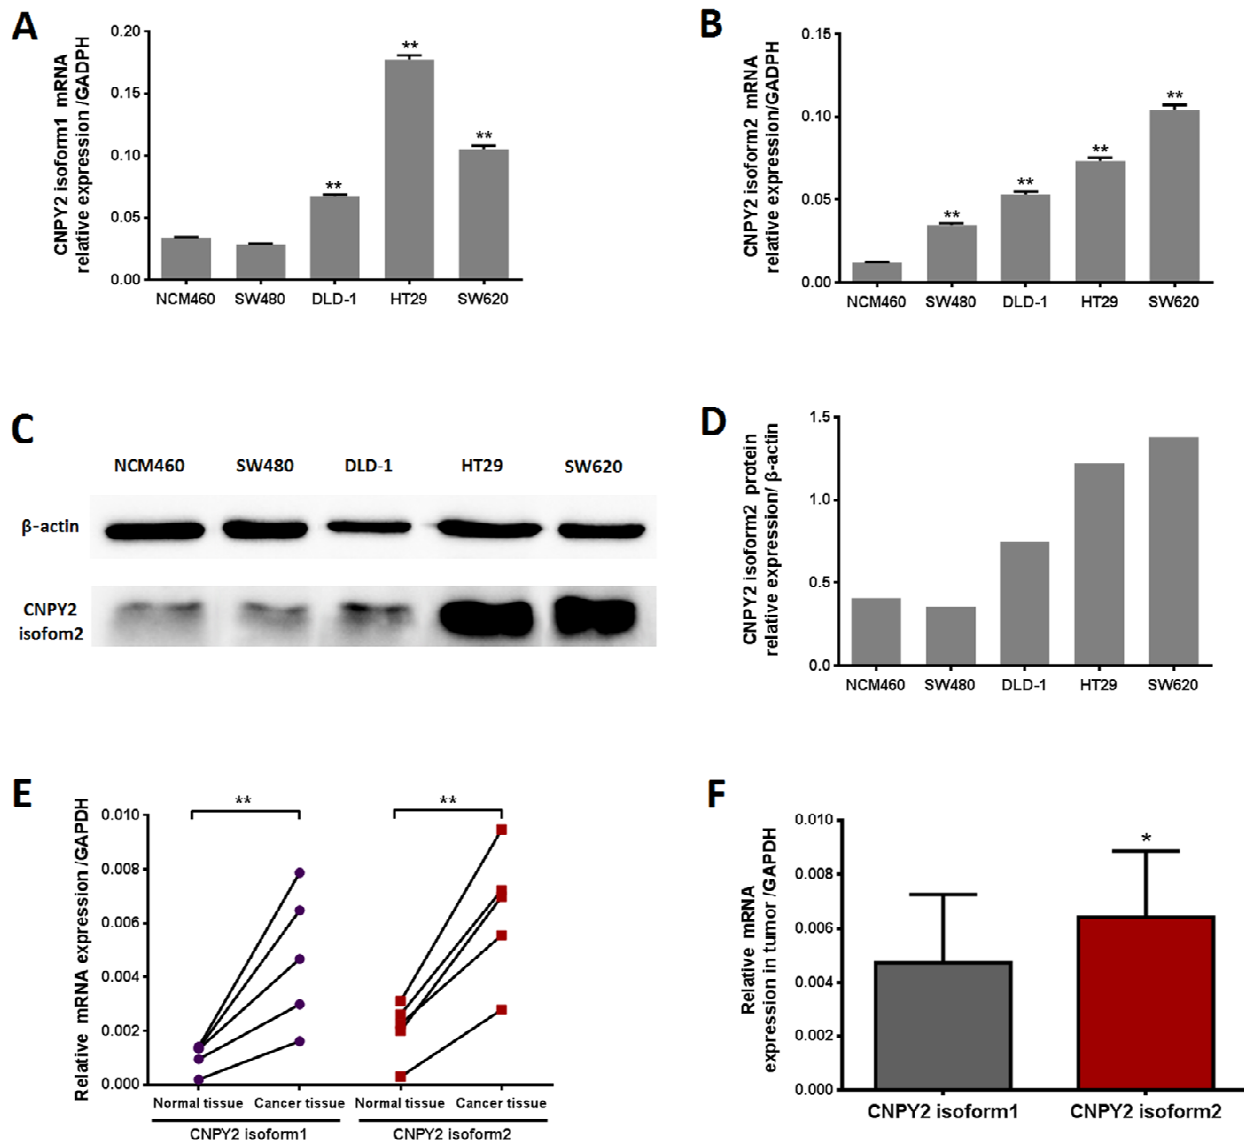 A
CNPY2 isoform1 mRNA
relative expression /GADPH
0.20
0.15
0.10
0.05
0.00
**
**
**
NCM460 SW480 DLD-1 HT29 SW620
B
CNPY2 isoform2 mRNA
relative expression/GADPH
0.15
0.10
0.05
0.00
**
**
**
**
NCM460 SW480 DLD-1 HT29 SW620
C
NCM460 SW480 DLD-1 HT29 SW620
β-actin
CNPY2
isofom2
D
CNPY2 isoform2 protein
relative expression/ β-actin
1.5
1.0
0.5
0.0
NCM460 SW480 DLD-1 HT29 SW620
E
Relative mRNA expression /GAPDH
0.010
0.008
0.006
0.004
0.002
0.000
**
**
Normal tissue Cancer tissue Normal tissue Cancer tissue
CNPY2 isoform1 CNPY2 isoform2
F
Relative mRNA
expression in tumor /GAPDH
0.010
0.008
0.006
0.004
0.002
0.000
*
CNPY2 isoform1 CNPY2 isoform2